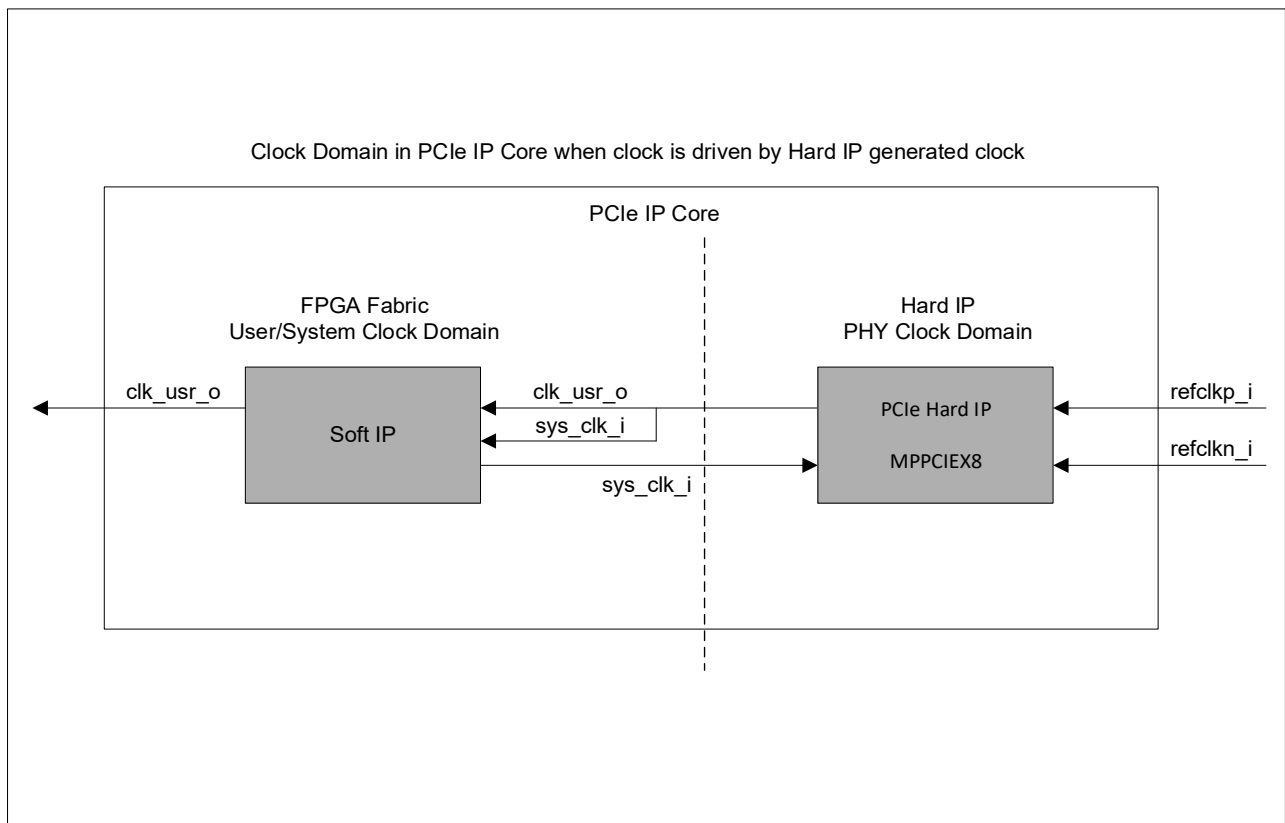 Clock Domain in PCIe IP Core when clock is driven by Hard IP generated clock
PCIe IP Core
FPGA Fabric
User/System Clock Domain
Hard IP
PHY Clock Domain
clk_usr_o
Soft IP
clk_usr_o
sys_clk_i
sys_clk_i
PCIe Hard IP
MPPCIEX8
refclkp_i
refclkn_i